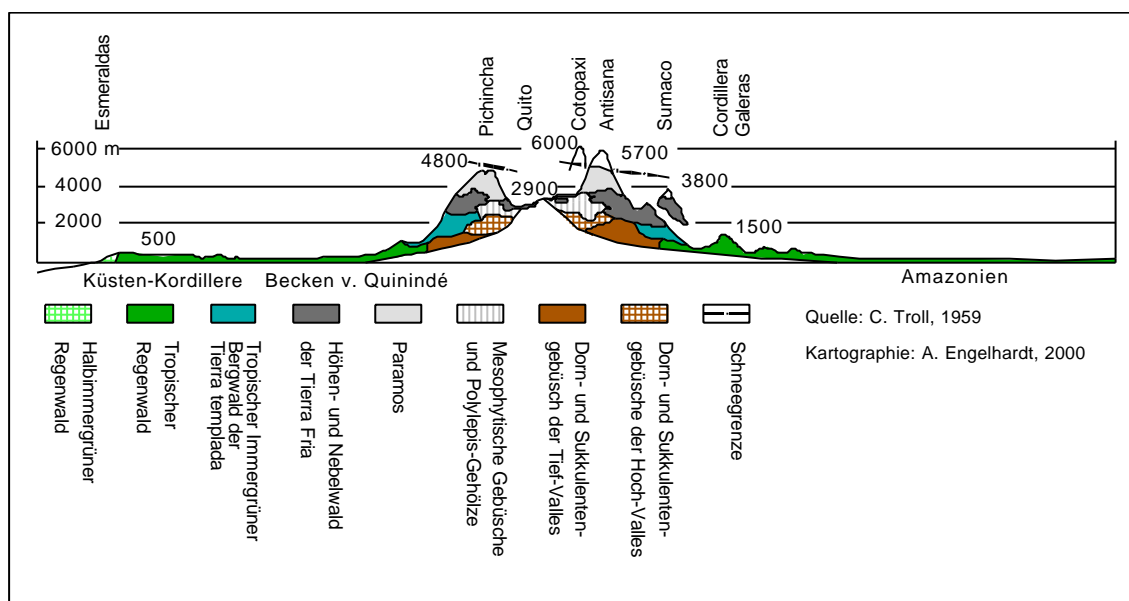 Esmeraldas
Pichincha
Quito
Cotopaxi
Antisana
Sumaco
Cordillera
Galeras
6000 m
4000
2000
500
4800
2900
6000
5700
3800
1500
Küsten-Kordillere
Becken v. Quinindé
Amazonien
Halbimmergrüner
Regenwald
Tropischer
Regenwald
Tropischer Immergrüner
Bergwald der
Tierra templada
Höhen- und Nebelwald
der Tierra Fria
Paramos
Mesophytische Gebüsche
und Polylepis-Gehölze
Dorn- und Sukkulenten-
gebüsch der Tief-Valles
Dorn- und Sukkulenten-
gebüsche der Hoch-Valles
Schneegrenze
Quelle: C. Troll, 1959
Kartographie: A. Engelhardt, 2000